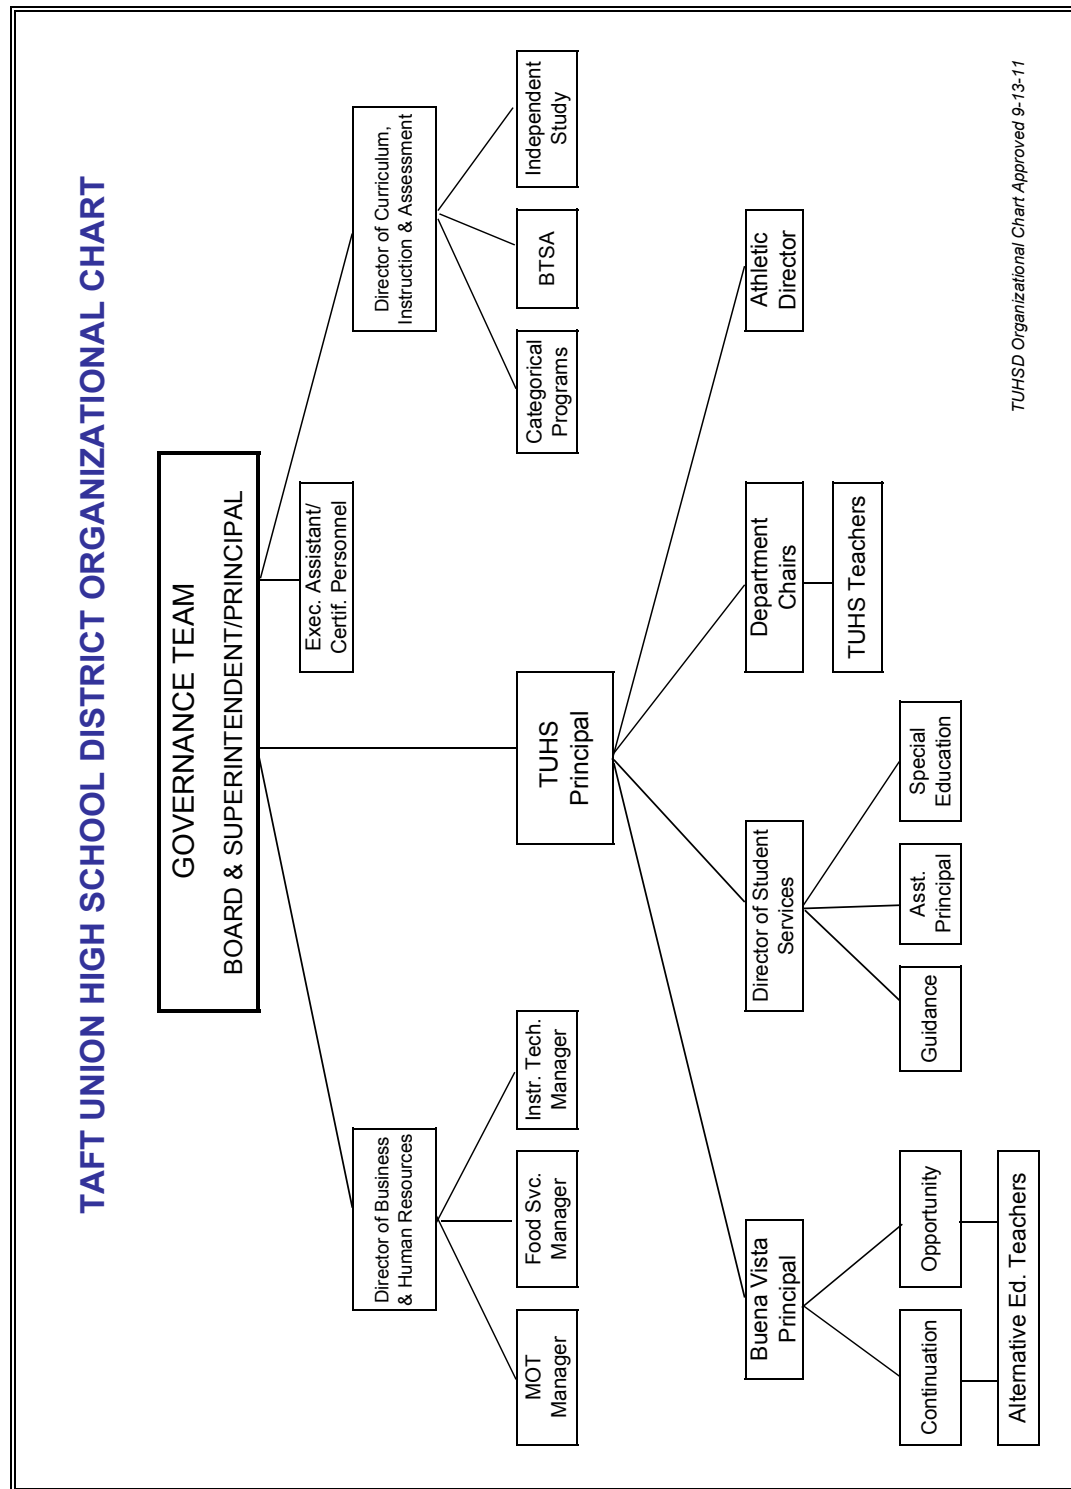 TAFT UNION HIGH SCHOOL DISTRICT ORGANIZATIONAL CHART
GOVERNANCE TEAM
BOARD & SUPERINTENDENT/PRINCIPAL
Exec. Assistant/
Certif. Personnel
Director of Business
& Human Resources
Director of Curriculum,
Instruction & Assessment
MOT
Manager
Food Svc.
Manager
Instr. Tech.
Manager
TUHS
Principal
Categorical
Programs
BTSA
Independent
Study
Buena Vista
Principal
Director of Student
Services
Department
Chairs
Athletic
Director
TUHS Teachers
Continuation
Opportunity
Guidance
Asst.
Principal
Special
Education
Alternative Ed. Teachers
TUHSD Organizational Chart Approved 9-13-11